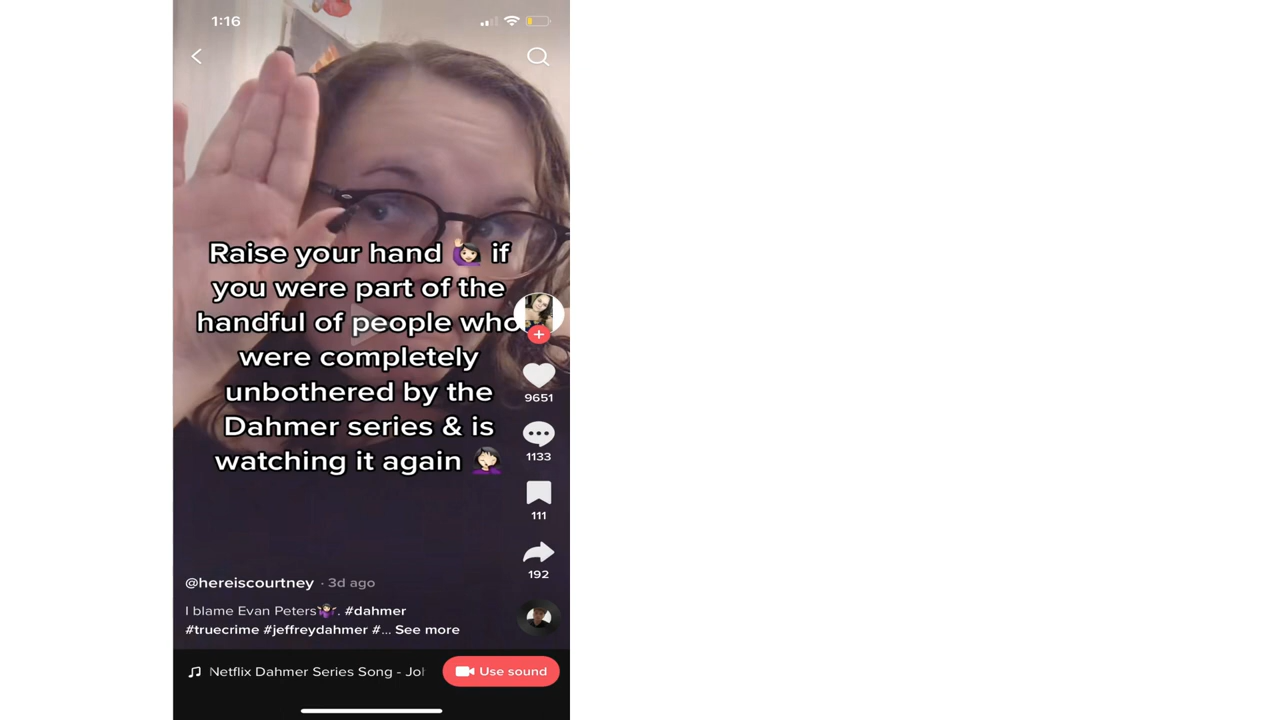 1:16
Raise your hand 🙋🏻‍♀️ if
you were part of the
handful of people who
were completely
unbothered by the
Dahmer series & is
watching it again 🤦🏻‍♀️
9651
1133
111
192
@hereiscourtney · 3d ago
I blame Evan Peters🤷🏻‍♀️. #dahmer
#truecrime #jeffreydahmer #... See more
Netflix Dahmer Series Song - Joh
Use sound